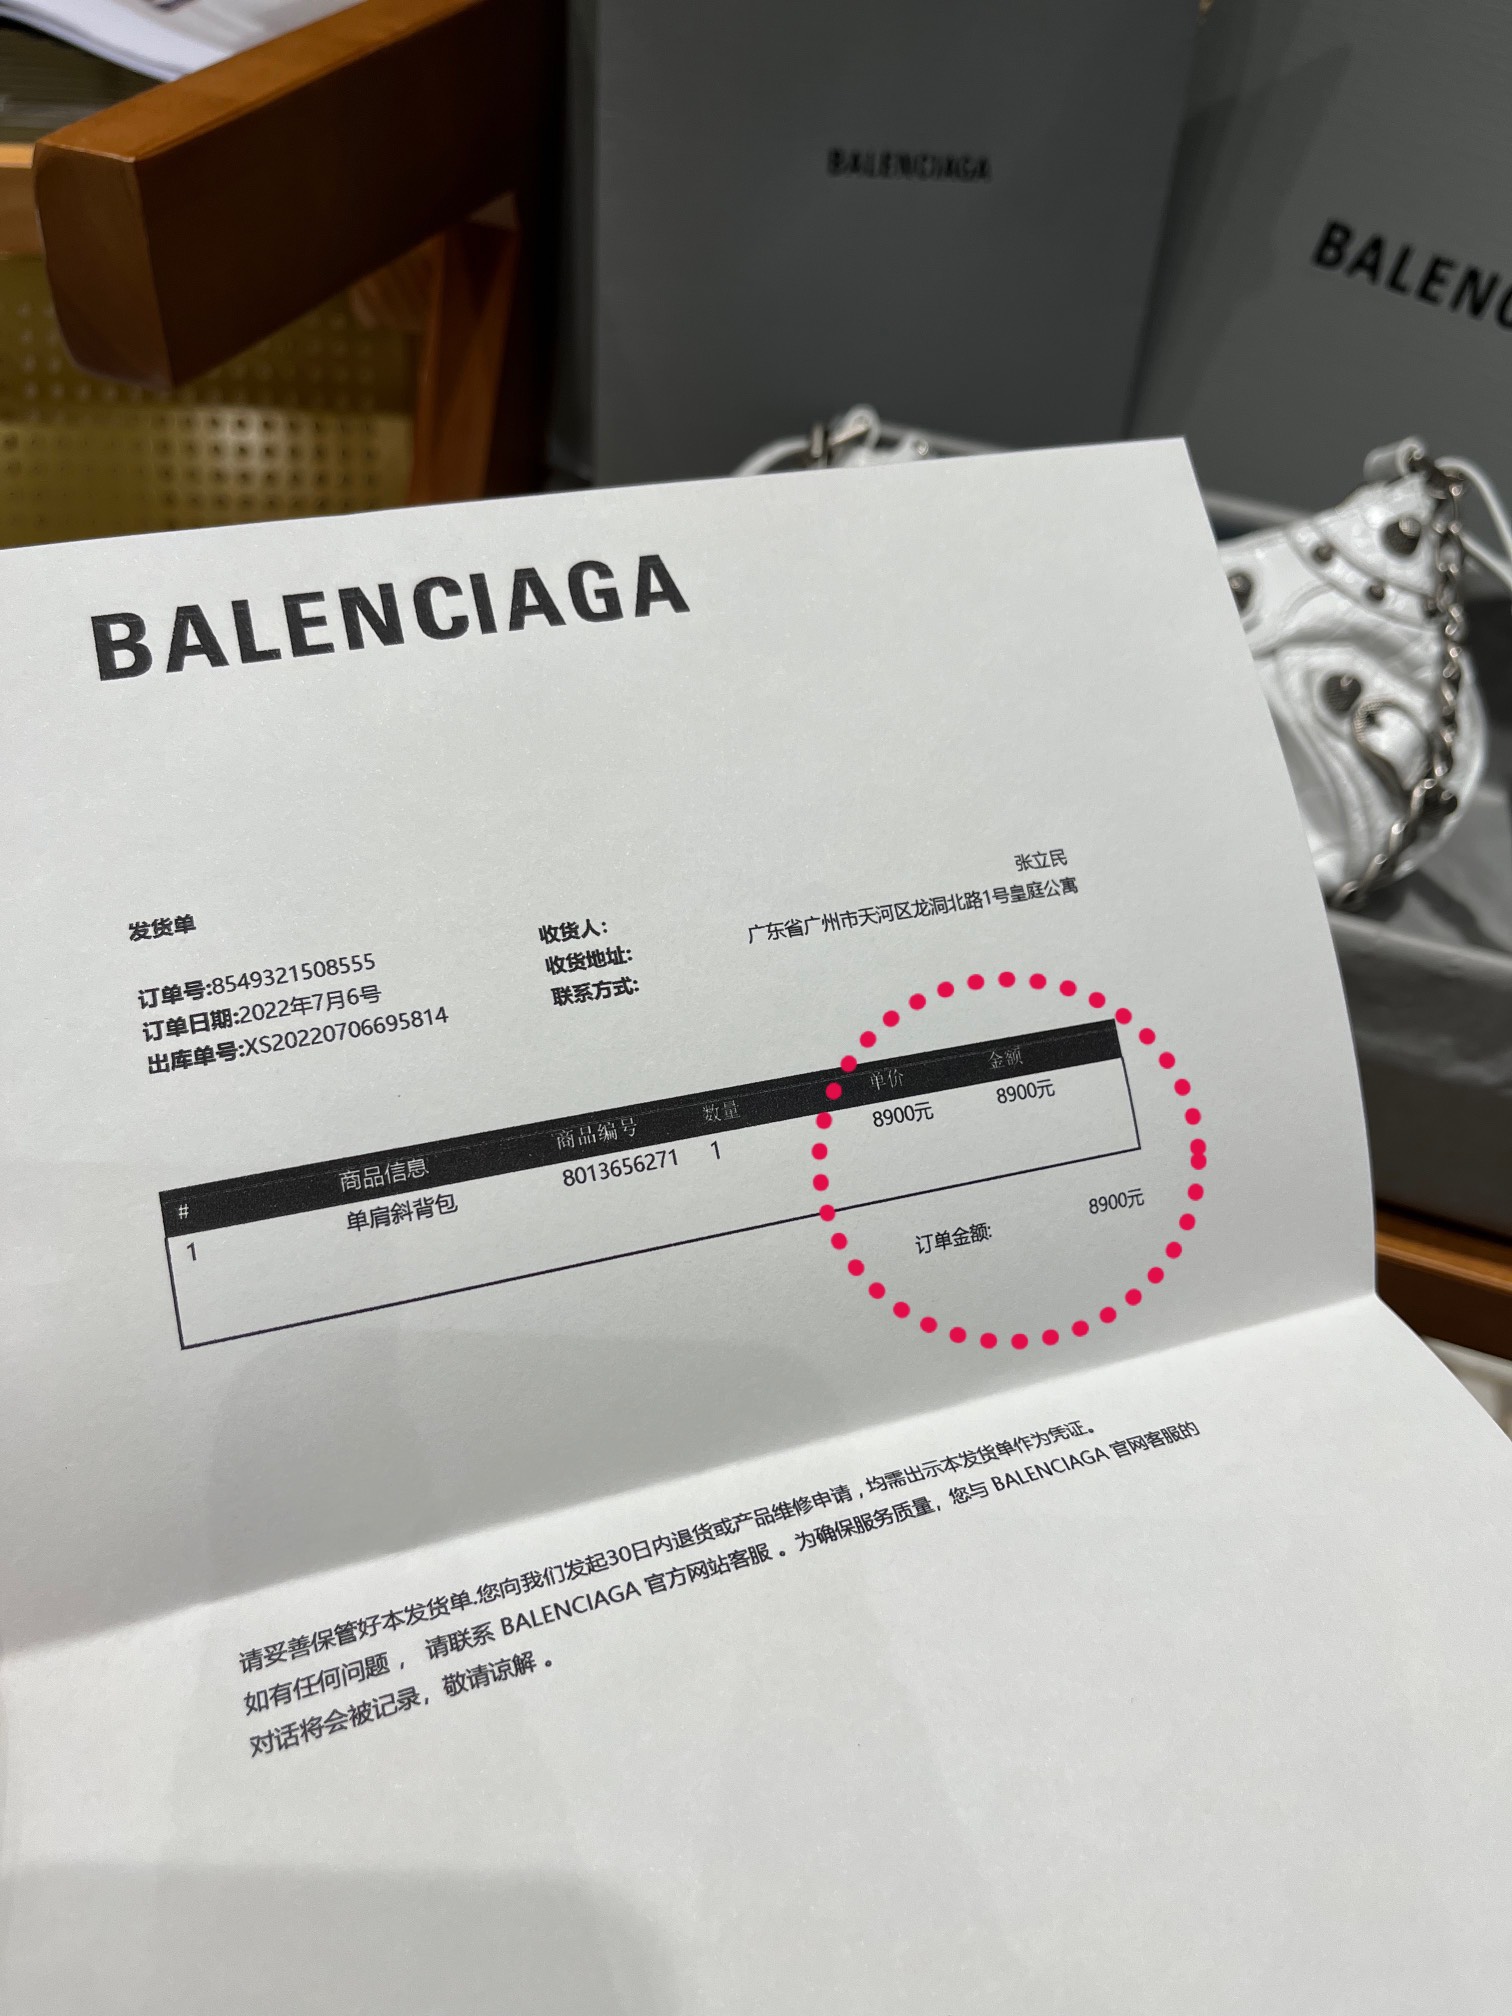 BALENCIAGA
BALENC
BALENCIAGA
发货单
订单号:8549321508555
订单日期:2022年7月6号
出库单号:XS20220706695814
收货人: 张立民
收货地址: 广东省广州市天河区龙洞北路1号皇庭公寓
联系方式:
# 商品信息 商品编号 数量 单价 金额
1 单肩斜背包 8013656271 1 8900元 8900元
订单金额: 8900元
请妥善保管好本发货单.您向我们发起30日内退货或产品维修申请，均需出示本发货单作为凭证。
如有任何问题， 请联系 BALENCIAGA 官方网站客服 。为确保服务质量，您与 BALENCIAGA 官网客服的
对话将会被记录，敬请谅解 。